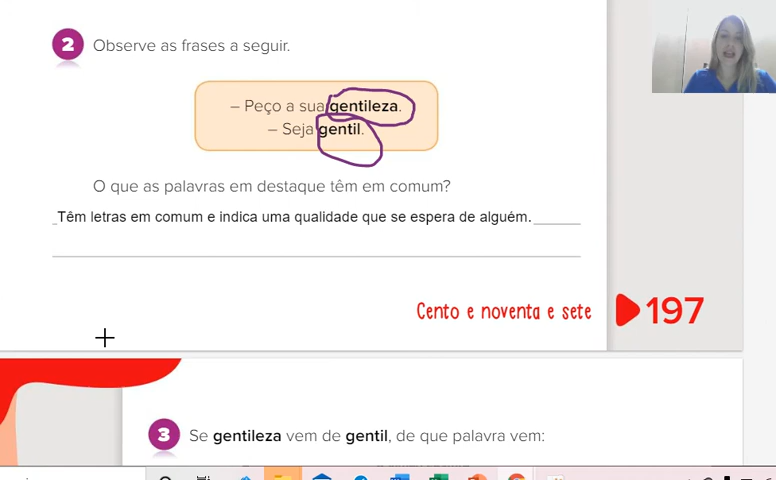 2 Observe as frases a seguir.
– Peço a sua gentileza.
– Seja gentil.
O que as palavras em destaque têm em comum?
_Têm letras em comum e indica uma qualidade que se espera de alguém.______
Cento e noventa e sete 197
3 Se gentileza vem de gentil, de que palavra vem: